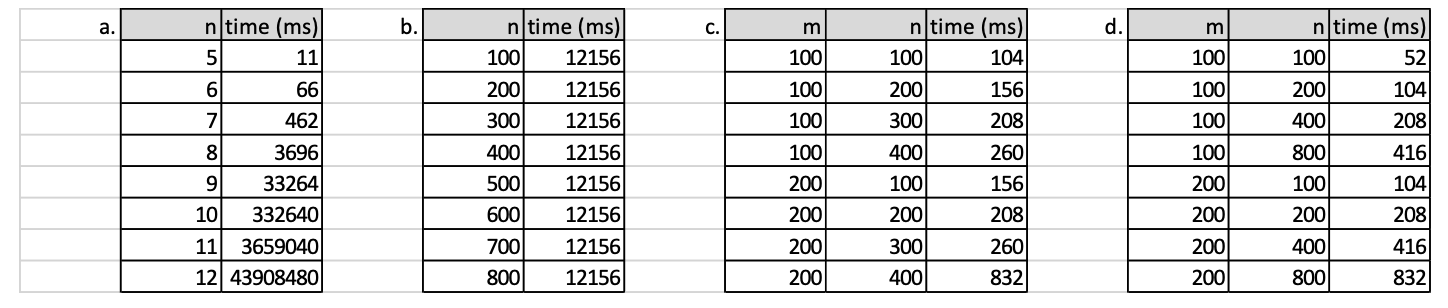 a. n time (ms) b. n time (ms) c. m n time (ms) d. m n time (ms)
5 11 100 12156 100 100 104 100 100 52
6 66 200 12156 100 200 156 100 200 104
7 462 300 12156 100 300 208 100 400 208
8 3696 400 12156 100 400 260 100 800 416
9 33264 500 12156 200 100 156 200 100 104
10 332640 600 12156 200 200 208 200 200 208
11 3659040 700 12156 200 300 260 200 400 416
12 43908480 800 12156 200 400 832 200 800 832